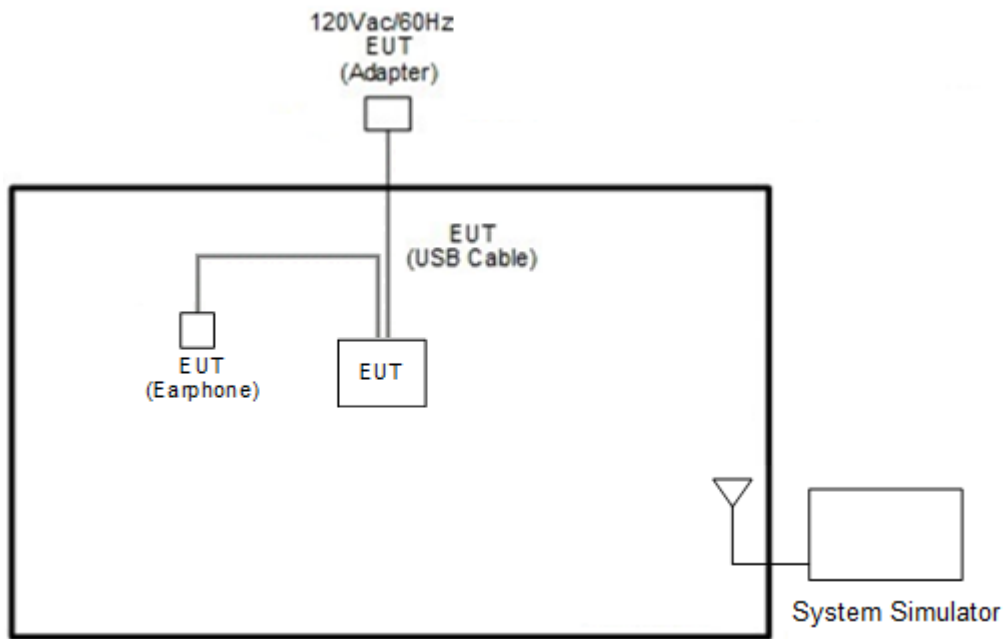 120Vac/60Hz
EUT
(Adapter)
EUT
(USB Cable)
EUT
(Earphone)
EUT
System Simulator